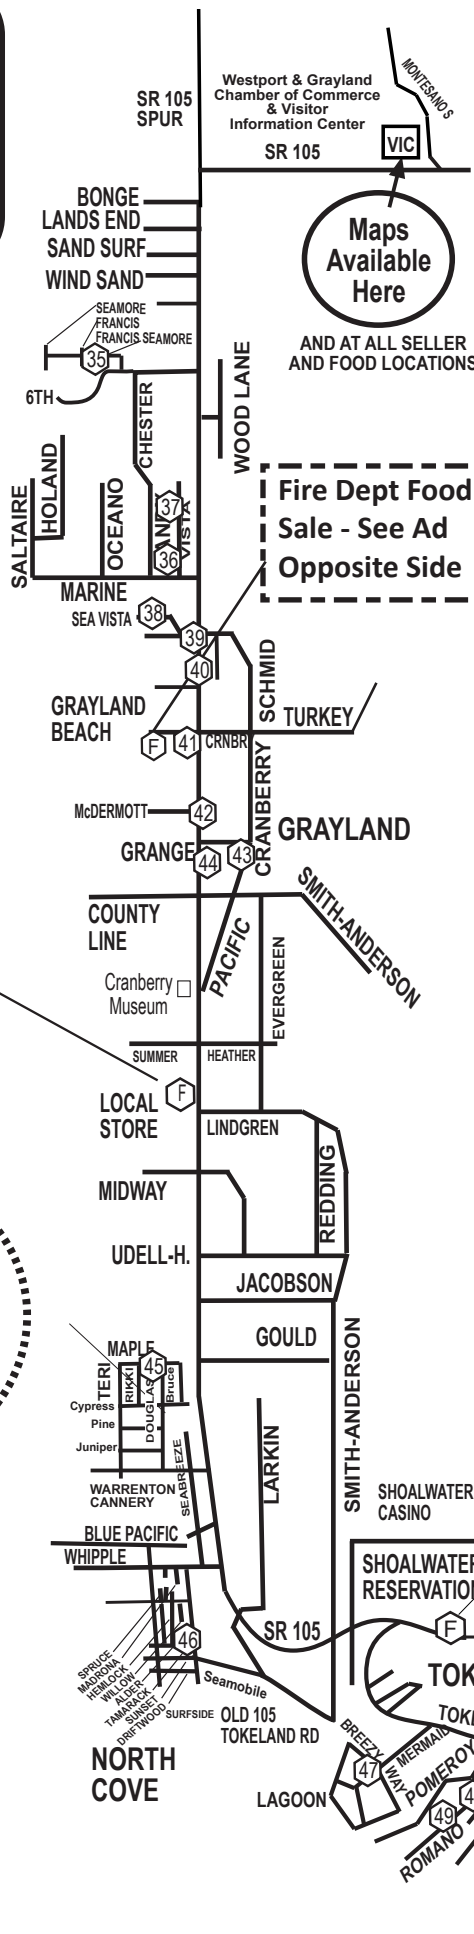 SR 105
SPUR
Westport & Grayland
Chamber of Commerce
& Visitor
Information Center
MONTESANO S
VIC
SR 105
BONGE
LANDS END
SAND SURF
WIND SAND
Maps
Available
Here
SEAMORE
FRANCIS
FRANCIS SEAMORE
35
AND AT ALL SELLER
AND FOOD LOCATIONS
6TH
CHESTER
WOOD LANE
SALTAIRE
HOLAND
OCEANO
37
VISTA
36
Fire Dept Food
Sale - See Ad
Opposite Side
MARINE
SEA VISTA
38
39
40
SCHMID
GRAYLAND
BEACH
TURKEY
F
41
CRNBR
CRANBERRY
McDERMOTT
42
GRAYLAND
GRANGE
44
43
SMITH-ANDERSON
COUNTY
LINE
PACIFIC
EVERGREEN
Cranberry
Museum
SUMMER
HEATHER
F
LOCAL
STORE
LINDGREN
REDDING
MIDWAY
UDELL-H.
JACOBSON
GOULD
MAPLE
45
TERI
RIKKI
DOUGLAS
Bruce
Cypress
Pine
Juniper
SMITH-ANDERSON
LARKIN
SEABREEZE
WARRENTON
CANNERY
SHOALWATER
CASINO
BLUE PACIFIC
WHIPPLE
SHOALWATER
RESERVATIO
F
SR 105
46
SPRUCE
MADRONA
HEMLOCK
WILLOW
ALDER
TAMARACK
SUNSET
DRIFTWOOD
SURFSIDE
Seamobile
OLD 105
TOKELAND RD
TOK
TOKE
NORTH
COVE
BREEZY
WAY
MERMAID
47
POMEROY
LAGOON
4
49
ROMANO